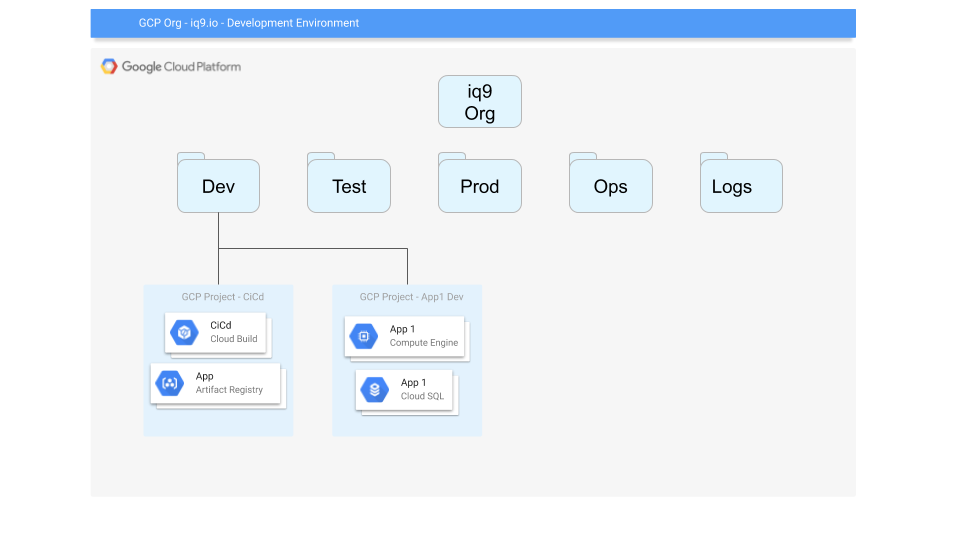 GCP Org - iq9.io - Development Environment
Google Cloud Platform
iq9
Org
Dev
Test
Prod
Ops
Logs
GCP Project - CiCd
CiCd
Cloud Build
App
Artifact Registry
GCP Project - App1 Dev
App 1
Compute Engine
App 1
Cloud SQL